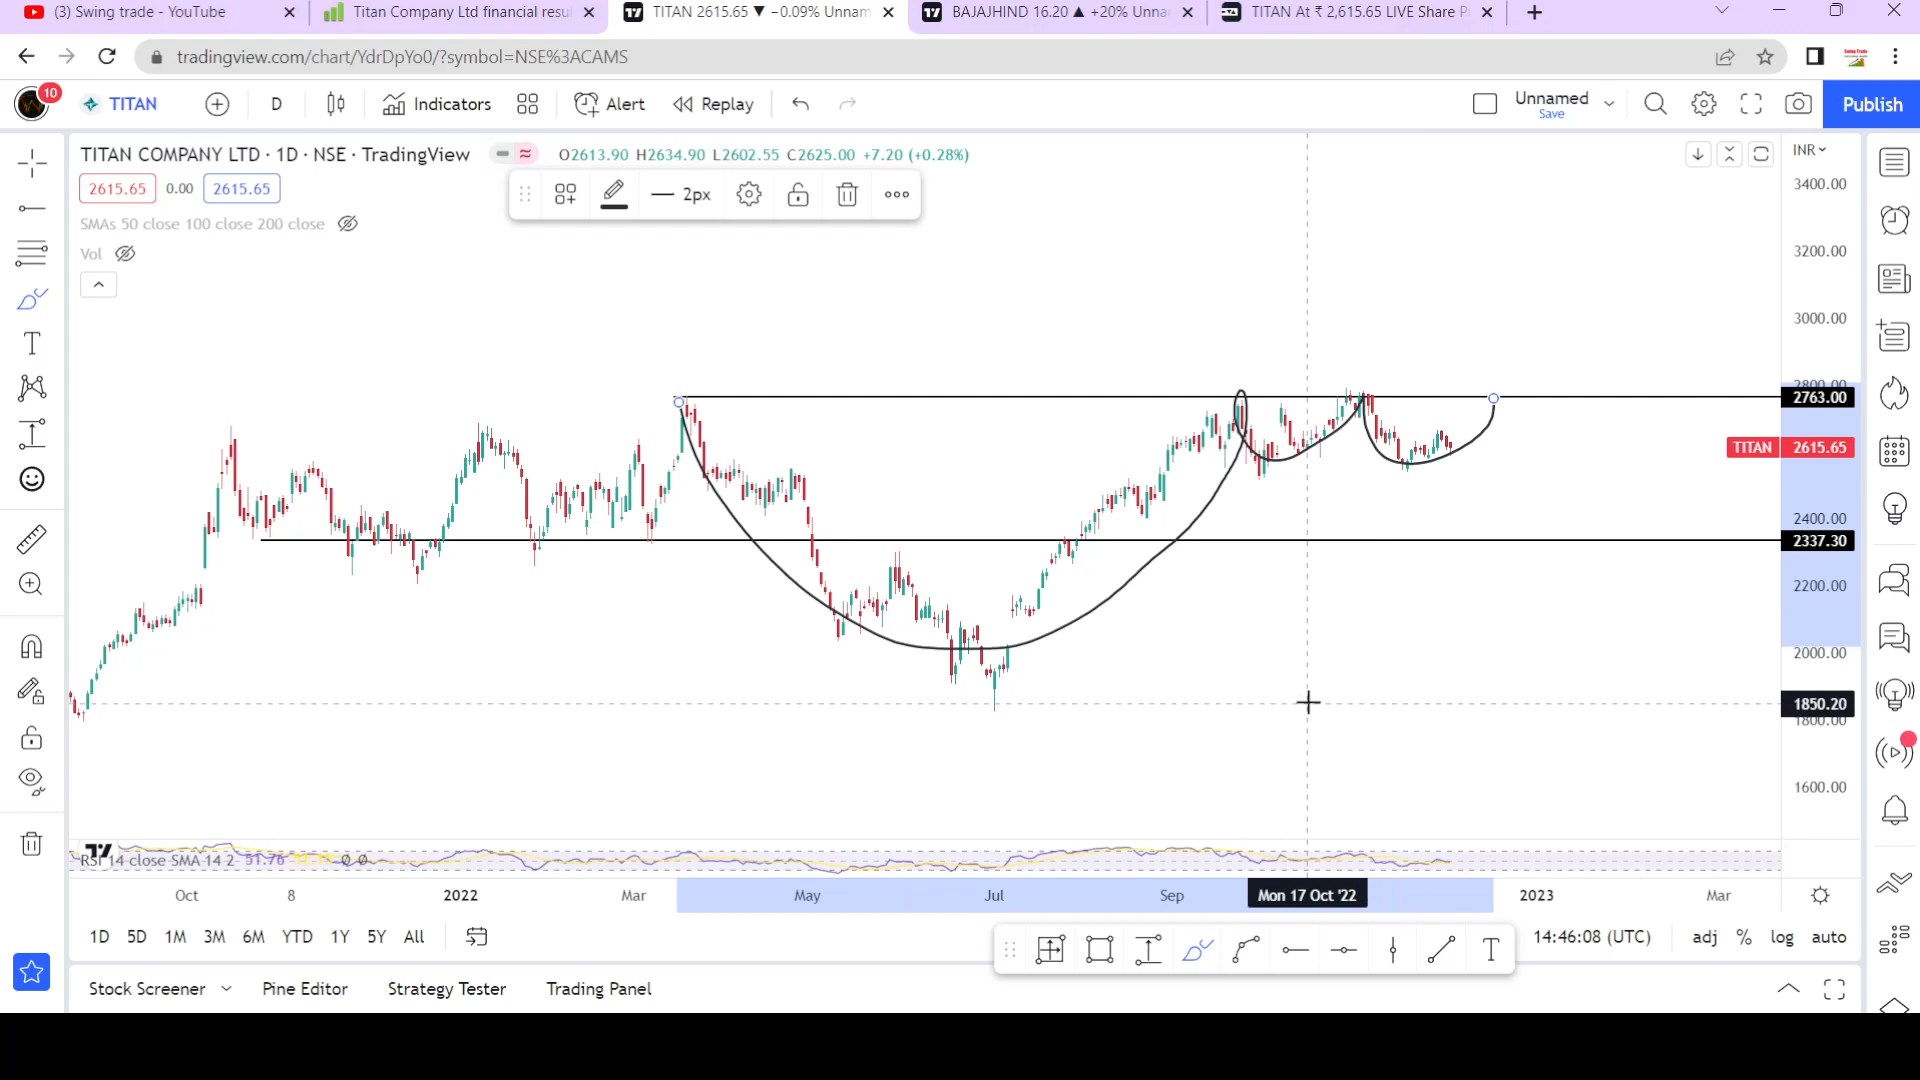 (3) Swing trade - YouTube
Titan Company Ltd financial resu
TITAN 2615.65 ▼ −0.09% Unnam
BAJAJHIND 16.20 ▲ +20% Unna
TITAN At ₹ 2,615.65 LIVE Share P
tradingview.com/chart/YdrDpYo0/?symbol=NSE%3ACAMS
10
TITAN
D
Indicators
Alert
Replay
Unnamed
Save
Publish
TITAN COMPANY LTD · 1D · NSE · TradingView
O2613.90 H2634.90 L2602.55 C2625.00 +7.20 (+0.28%)
INR
2615.65 0.00 2615.65
2px
SMAs 50 close 100 close 200 close
Vol
3400.00
3200.00
3000.00
2800.00
2763.00
TITAN 2615.65
2400.00
2337.30
2200.00
2000.00
1850.20
1800.00
1600.00
RSI 14 close SMA 14 2 51.76
Oct 8 2022 Mar May Jul Sep Mon 17 Oct '22 2023 Mar
1D 5D 1M 3M 6M YTD 1Y 5Y All
14:46:08 (UTC) adj % log auto
Stock Screener Pine Editor Strategy Tester Trading Panel